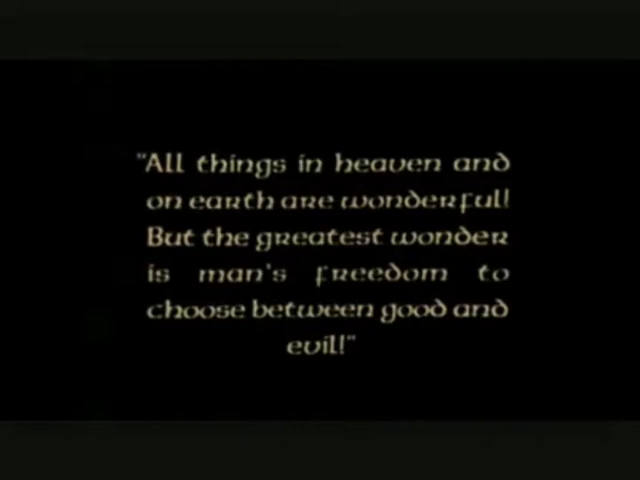 "All things in heaven and
on earth are wonderful!
But the greatest wonder
is man's freedom to
choose between good and
evil!"